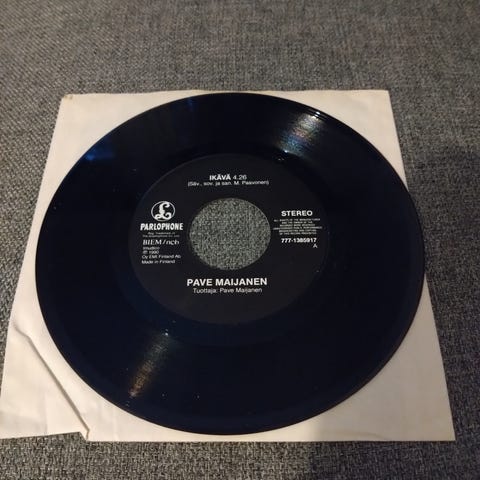 IKÄVÄ 4.26
(Säv., sov. ja san. M. Paavonen)
£
PARLOPHONE
BIEM/ncb
℗ 1990
Oy EMI Finland Ab
Made in Finland
STEREO
777-1385917
A
PAVE MAIJANEN
Tuottaja: Pave Maijanen